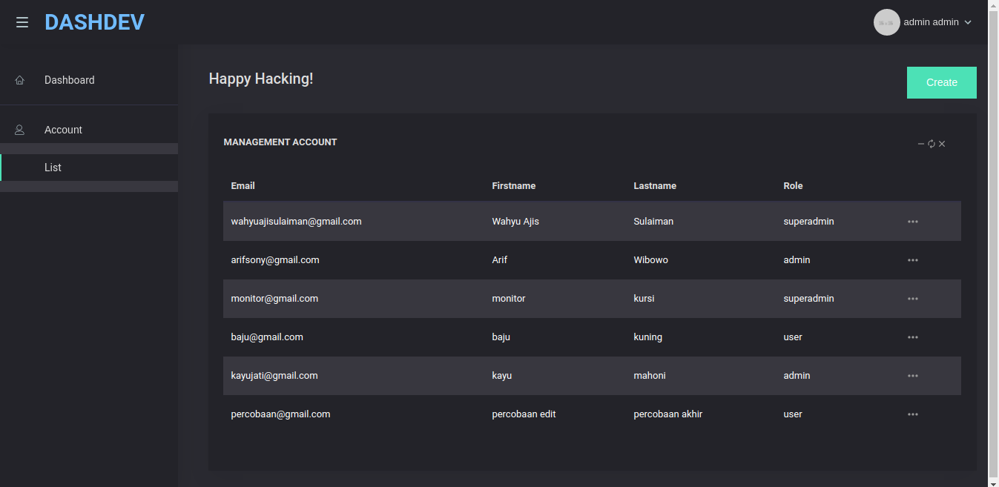 DASHDEV
admin admin
Dashboard
Account
List
Happy Hacking!
Create
MANAGEMENT ACCOUNT
Email Firstname Lastname Role
wahyuajisulaiman@gmail.com Wahyu Ajis Sulaiman superadmin
arifsony@gmail.com Arif Wibowo admin
monitor@gmail.com monitor kursi superadmin
baju@gmail.com baju kuning user
kayujati@gmail.com kayu mahoni admin
percobaan@gmail.com percobaan edit percobaan akhir user